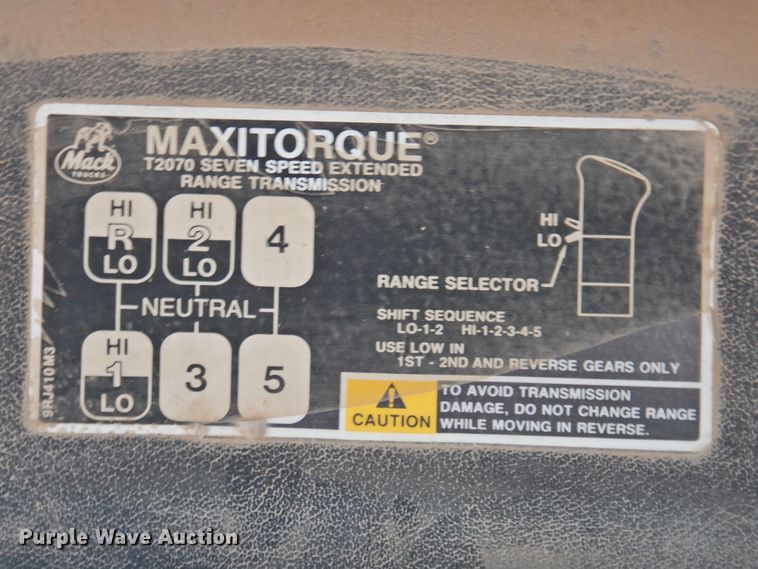 Mack
TRUCKS
MAXITORQUE®
T2070 SEVEN SPEED EXTENDED
RANGE TRANSMISSION
HI
R
LO
HI
2
LO
4
NEUTRAL
HI
1
LO
3
5
9RJ410M3
HI
LO
RANGE SELECTOR
SHIFT SEQUENCE
LO-1-2 HI-1-2-3-4-5
USE LOW IN
1ST - 2ND AND REVERSE GEARS ONLY
CAUTION
TO AVOID TRANSMISSION
DAMAGE, DO NOT CHANGE RANGE
WHILE MOVING IN REVERSE.
Purple Wave Auction